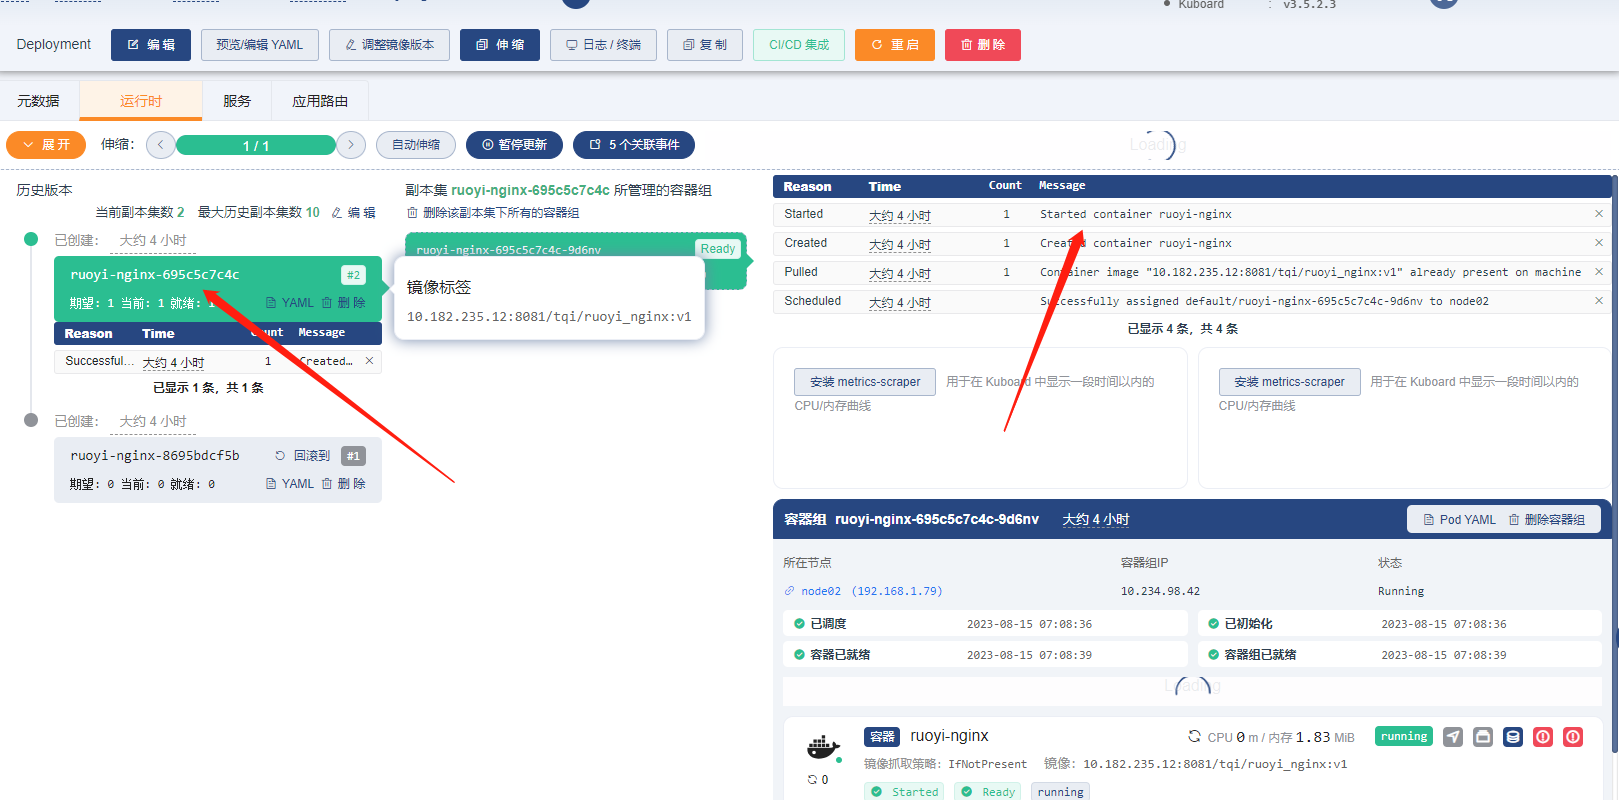 Kuboard : v3.5.2.3
Deployment 编 辑 预览/编辑 YAML 调整镜像版本 伸 缩 日志 / 终端 复 制 CI/CD 集成 重 启 删 除
元数据 运行时 服务 应用路由
展 开 伸缩： 1 / 1 自动伸缩 暂停更新 5 个关联事件 Loading
历史版本
当前副本集数 2 最大历史副本集数 10 编 辑
已创建： 大约 4 小时
ruoyi-nginx-695c5c7c4c #2
期望: 1 当前: 1 就绪: 1 YAML 删 除
Reason Time Count Message
Successful... 大约 4 小时 1 Created…
已显示 1 条，共 1 条
已创建： 大约 4 小时
ruoyi-nginx-8695bdcf5b 回滚到 #1
期望: 0 当前: 0 就绪: 0 YAML 删 除
副本集 ruoyi-nginx-695c5c7c4c 所管理的容器组
删除该副本集下所有的容器组
ruoyi-nginx-695c5c7c4c-9d6nv Ready
镜像标签
10.182.235.12:8081/tqi/ruoyi_nginx:v1
Reason Time Count Message
Started 大约 4 小时 1 Started container ruoyi-nginx
Created 大约 4 小时 1 Created container ruoyi-nginx
Pulled 大约 4 小时 1 Container image "10.182.235.12:8081/tqi/ruoyi_nginx:v1" already present on machine
Scheduled 大约 4 小时 Successfully assigned default/ruoyi-nginx-695c5c7c4c-9d6nv to node02
已显示 4 条，共 4 条
安装 metrics-scraper 用于在 Kuboard 中显示一段时间以内的
CPU/内存曲线
安装 metrics-scraper 用于在 Kuboard 中显示一段时间以内的
CPU/内存曲线
容器组 ruoyi-nginx-695c5c7c4c-9d6nv 大约 4 小时 Pod YAML 删除容器组
所在节点 容器组IP 状态
node02 (192.168.1.79) 10.234.98.42 Running
已调度 2023-08-15 07:08:36 已初始化 2023-08-15 07:08:36
容器已就绪 2023-08-15 07:08:39 容器组已就绪 2023-08-15 07:08:39
Loading
容器 ruoyi-nginx CPU 0 m / 内存 1.83 MiB running
镜像抓取策略: IfNotPresent 镜像: 10.182.235.12:8081/tqi/ruoyi_nginx:v1
0
Started Ready running